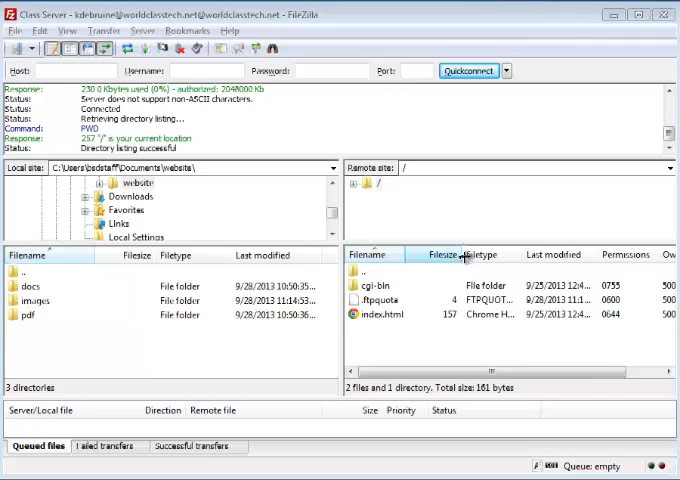 Class Server - kdebruine@worldclasstech.net@worldclasstech.net - FileZilla
File Edit View Transfer Server Bookmarks Help
Host: Username: Password: Port: Quickconnect
Response: 230 0 Kbytes used (0%) - authorized: 2048000 Kb
Status: Server does not support non-ASCII characters.
Status: Connected
Status: Retrieving directory listing...
Command: PWD
Response: 257 "/" is your current location
Status: Directory listing successful
Local site: C:\Users\bsdstaff\Documents\website\
Remote site: /
website
/
Downloads
Favorites
Links
Local Settings
Filename Filesize Filetype Last modified
..
docs File folder 9/28/2013 10:50:35...
images File folder 9/28/2013 11:14:53...
pdf File folder 9/28/2013 10:50:36...
3 directories
Filename Filesize Filetype Last modified Permissions Ow
..
cgi-bin File folder 9/25/2013 12:4... 0755 500
.ftpquota 4 FTPQUOT... 9/28/2013 11:1... 0600 500
index.html 157 Chrome H... 9/25/2013 12:4... 0644 500
2 files and 1 directory. Total size: 161 bytes
Server/Local file Direction Remote file Size Priority Status
Queued files Failed transfers Successful transfers
Queue: empty